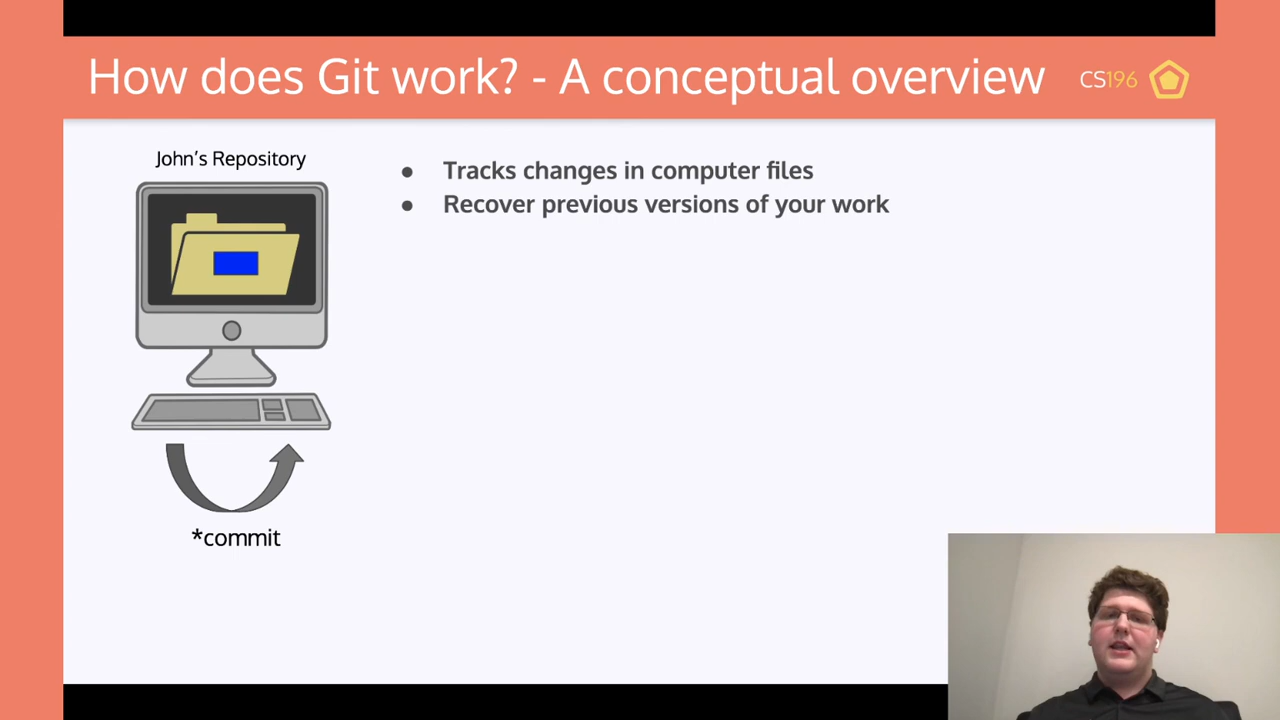 How does Git work? - A conceptual overview
CS196
John's Repository
● Tracks changes in computer files
● Recover previous versions of your work
*commit